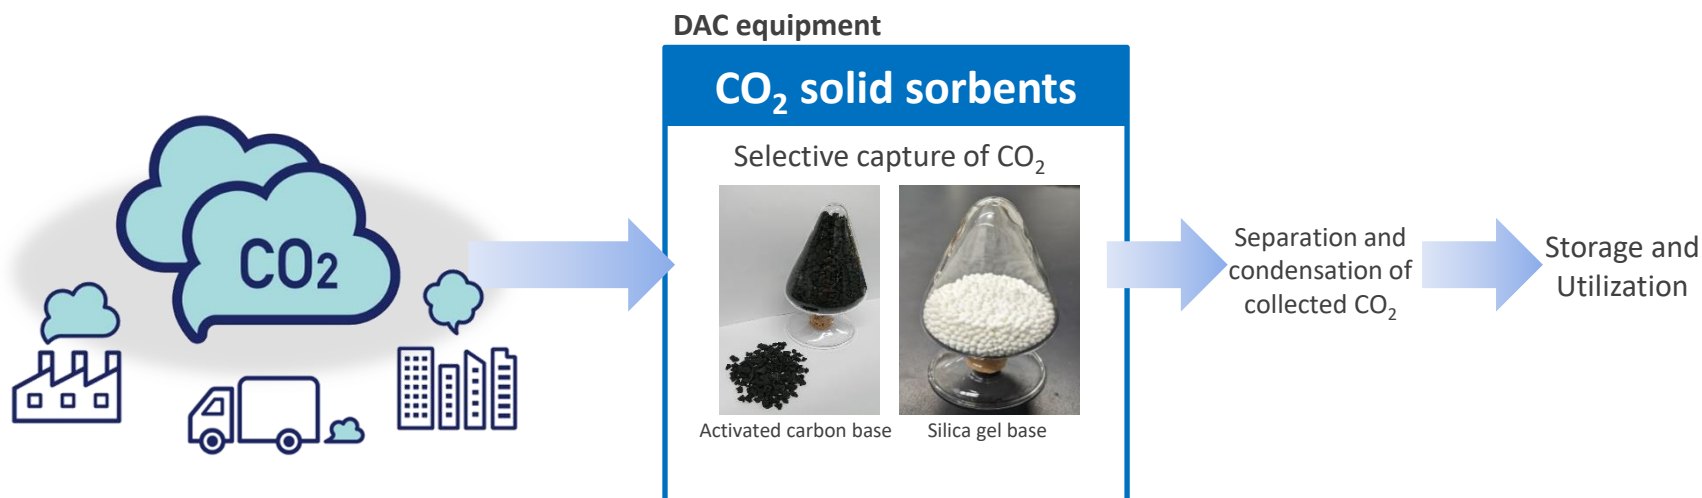 DAC equipment
CO₂ solid sorbents
Selective capture of CO₂
CO2
Activated carbon base
Silica gel base
Separation and
condensation of
collected CO₂
Storage and
Utilization